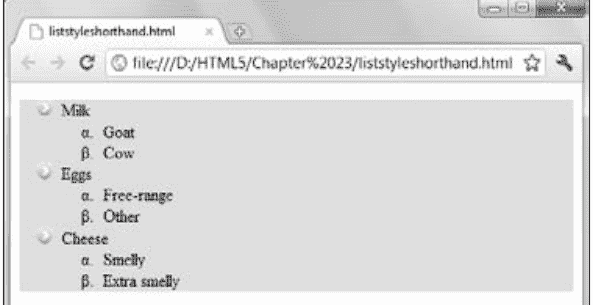 liststyleshorthand.html
file:///D:/HTML5/Chapter%2023/liststyleshorthand.html
Milk
α. Goat
β. Cow
Eggs
α. Free-range
β. Other
Cheese
α. Smelly
β. Extra smelly